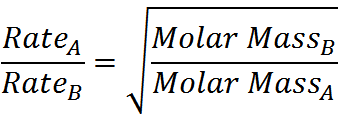 Rate_A / Rate_B = √(Molar Mass_B / Molar Mass_A)